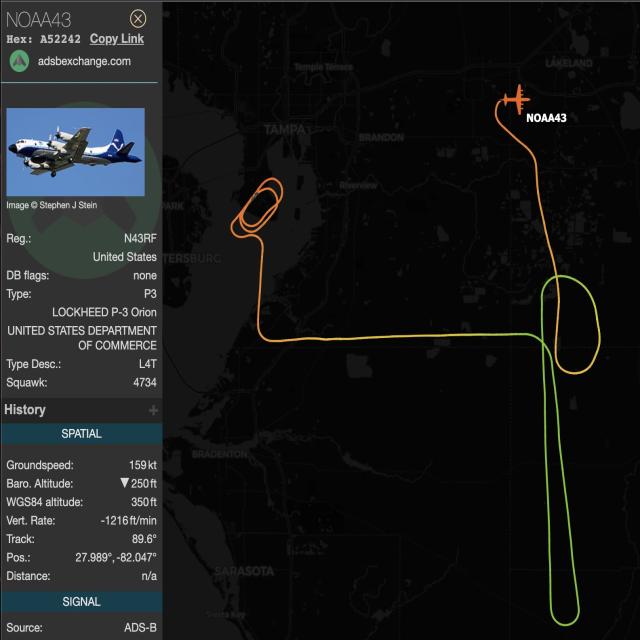 NOAA43
Hex: A52242 Copy Link
adsbexchange.com
Image © Stephen J Stein
Reg.: N43RF
United States
DB flags: none
Type: P3
LOCKHEED P-3 Orion
UNITED STATES DEPARTMENT
OF COMMERCE
Type Desc.: L4T
Squawk: 4734
History +
SPATIAL
Groundspeed: 159 kt
Baro. Altitude: ▼ 250 ft
WGS84 altitude: 350 ft
Vert. Rate: -1216 ft/min
Track: 89.6°
Pos.: 27.989°, -82.047°
Distance: n/a
SIGNAL
Source: ADS-B
Temple Terrace
LAKELAND
NOAA43
TAMPA
BRANDON
Riverview
PARK
TERSBURG
BRADENTON
SARASOTA